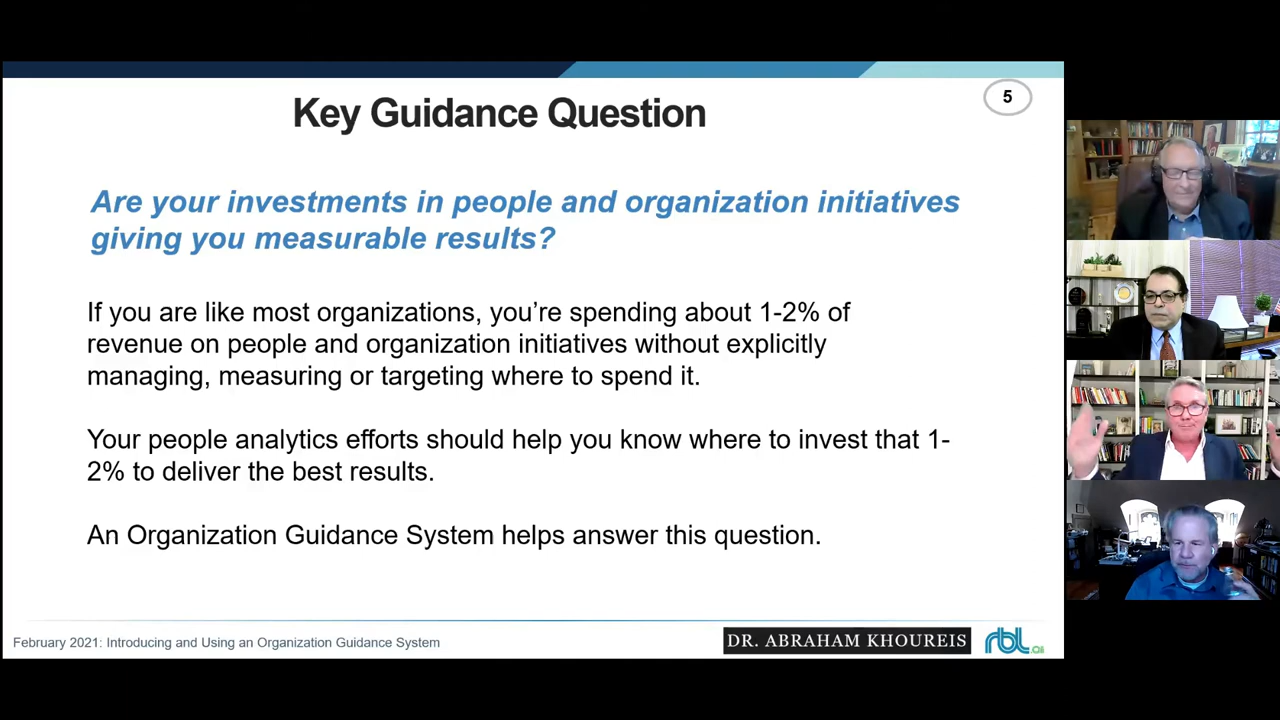 Key Guidance Question
5
Are your investments in people and organization initiatives
giving you measurable results?
If you are like most organizations, you’re spending about 1-2% of
revenue on people and organization initiatives without explicitly
managing, measuring or targeting where to spend it.
Your people analytics efforts should help you know where to invest that 1-
2% to deliver the best results.
An Organization Guidance System helps answer this question.
February 2021: Introducing and Using an Organization Guidance System
DR. ABRAHAM KHOUREIS
rbl.ai